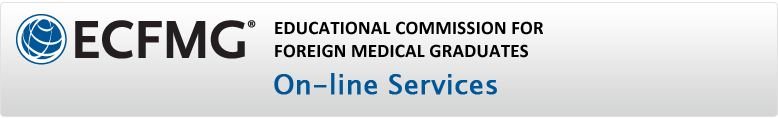 ECFMG®
EDUCATIONAL COMMISSION FOR
FOREIGN MEDICAL GRADUATES
On-line Services